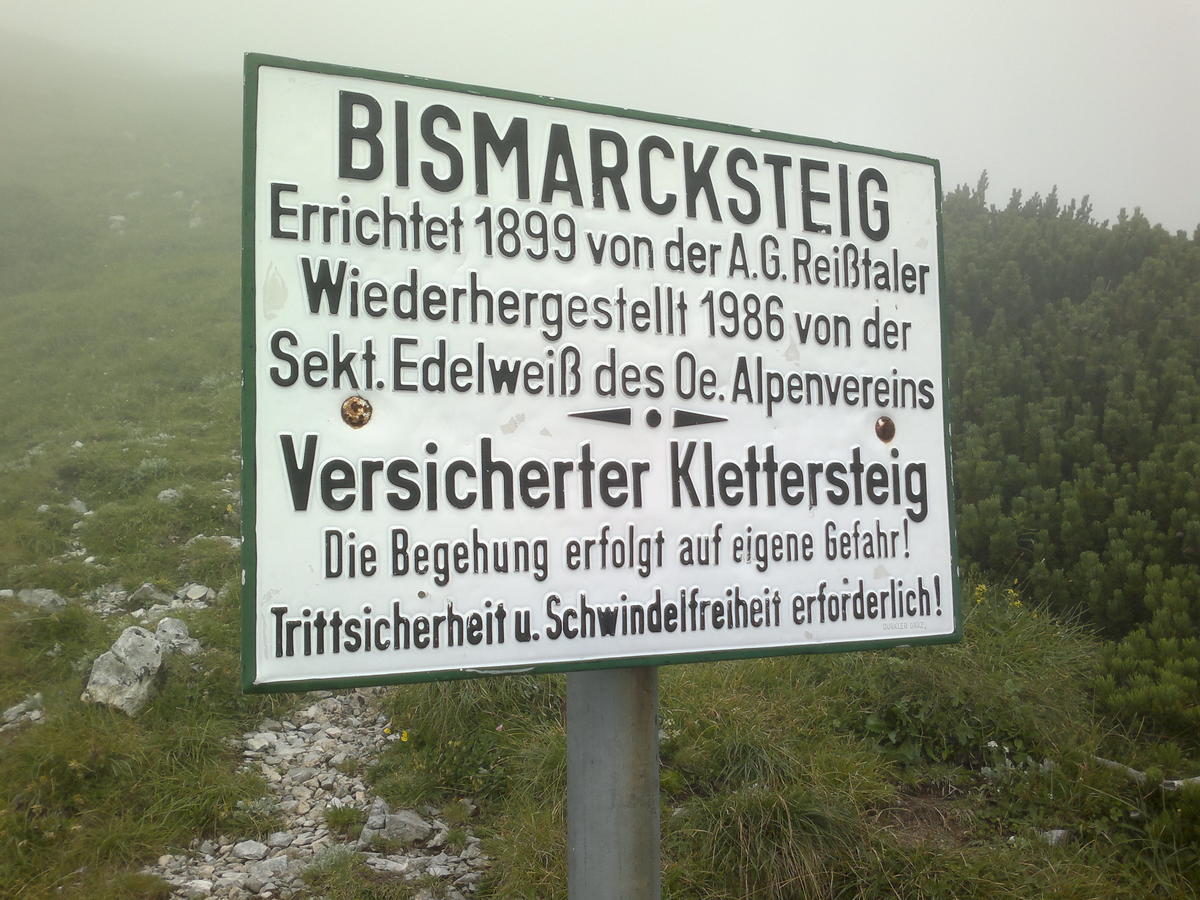 BISMARCKSTEIG
Errichtet 1899 von der A.G. Reißtaler
Wiederhergestellt 1986 von der
Sekt. Edelweiß des Oe. Alpenvereins
Versicherter Klettersteig
Die Begehung erfolgt auf eigene Gefahr!
Trittsicherheit u. Schwindelfreiheit erforderlich!